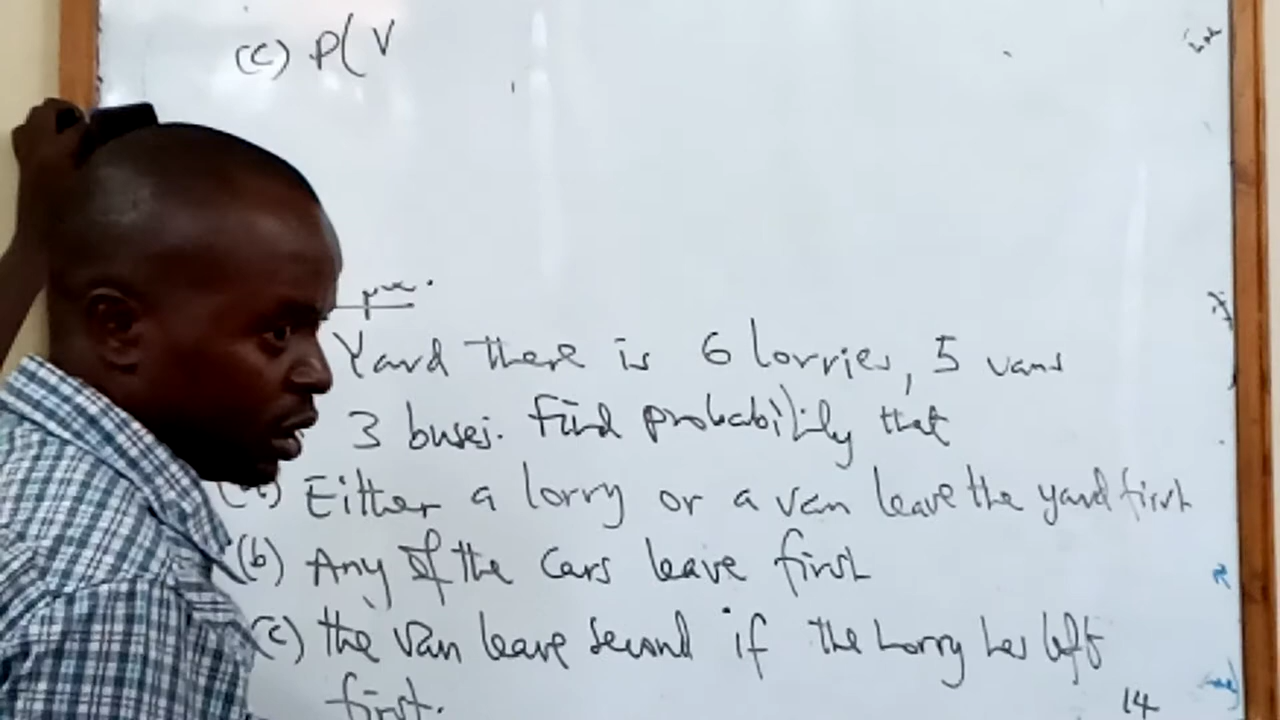 (c) P(V
Yard there is 6 lorries, 5 vans
3 buses. Find probability that
Either a lorry or a van leave the yard first
(b) Any of the cars leave first
(c) the van leave second if the Lorry has left
first.
14